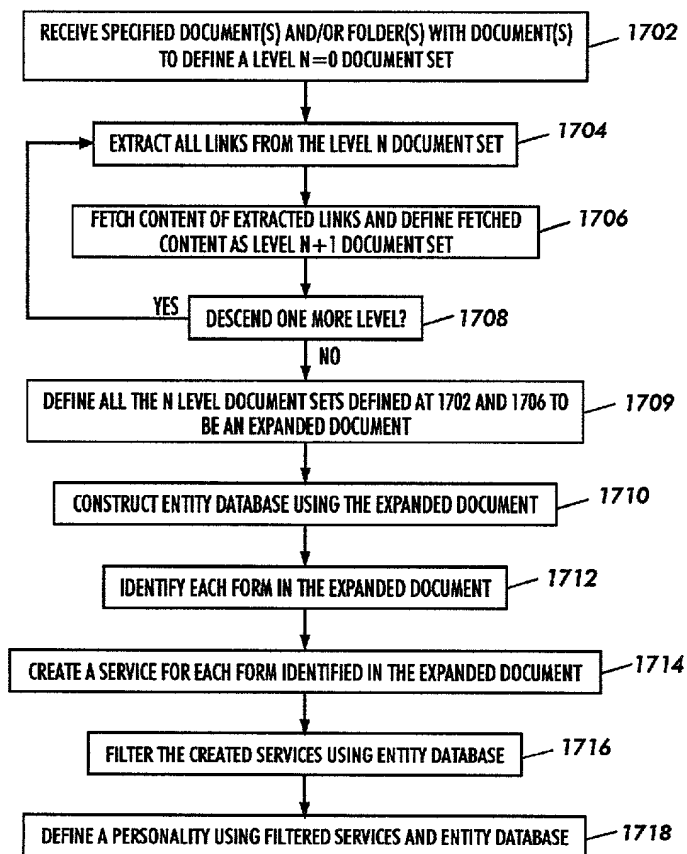 RECEIVE SPECIFIED DOCUMENT(S) AND/OR FOLDER(S) WITH DOCUMENT(S)
TO DEFINE A LEVEL N=0 DOCUMENT SET
1702
EXTRACT ALL LINKS FROM THE LEVEL N DOCUMENT SET
1704
FETCH CONTENT OF EXTRACTED LINKS AND DEFINE FETCHED
CONTENT AS LEVEL N+1 DOCUMENT SET
1706
YES
DESCEND ONE MORE LEVEL?
1708
NO
DEFINE ALL THE N LEVEL DOCUMENT SETS DEFINED AT 1702 AND 1706 TO
BE AN EXPANDED DOCUMENT
1709
CONSTRUCT ENTITY DATABASE USING THE EXPANDED DOCUMENT
1710
IDENTIFY EACH FORM IN THE EXPANDED DOCUMENT
1712
CREATE A SERVICE FOR EACH FORM IDENTIFIED IN THE EXPANDED DOCUMENT
1714
FILTER THE CREATED SERVICES USING ENTITY DATABASE
1716
DEFINE A PERSONALITY USING FILTERED SERVICES AND ENTITY DATABASE
1718